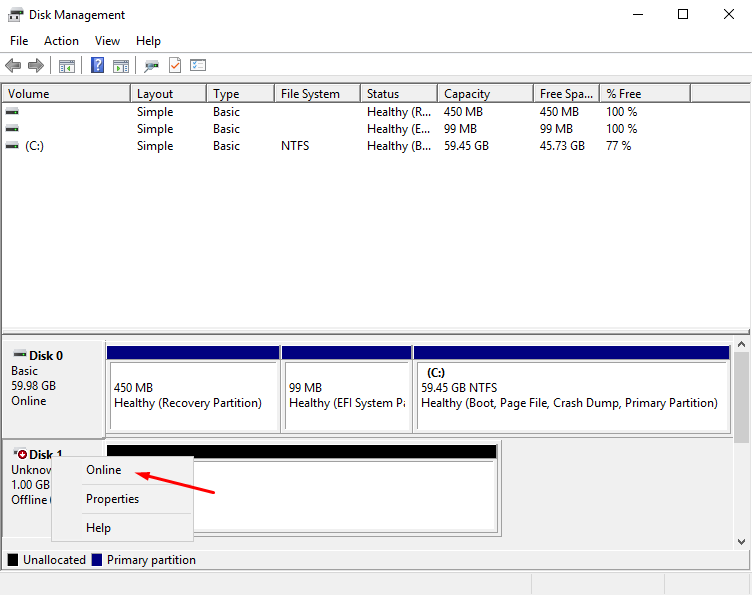 Disk Management
File Action View Help
Volume Layout Type File System Status Capacity Free Spa... % Free
Simple Basic Healthy (R... 450 MB 450 MB 100 %
Simple Basic Healthy (E... 99 MB 99 MB 100 %
(C:) Simple Basic NTFS Healthy (B... 59.45 GB 45.73 GB 77 %
Disk 0
Basic
59.98 GB
Online
450 MB
Healthy (Recovery Partition)
99 MB
Healthy (EFI System Pa
(C:)
59.45 GB NTFS
Healthy (Boot, Page File, Crash Dump, Primary Partition)
Disk 1
Unknow
1.00 GB
Offline (
Online
Properties
Help
Unallocated Primary partition